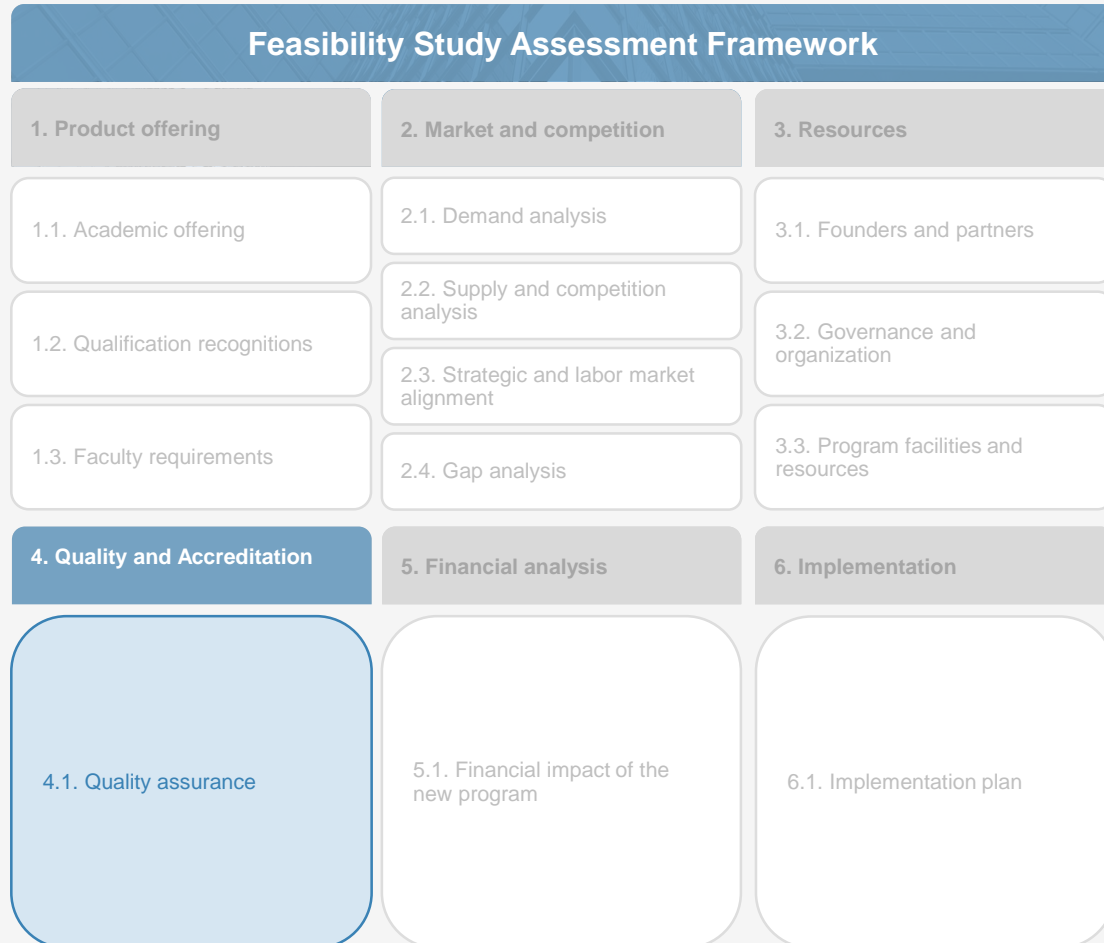 Feasibility Study Assessment Framework
1. Product offering
2. Market and competition
3. Resources
1.1. Academic offering
1.2. Qualification recognitions
1.3. Faculty requirements
2.1. Demand analysis
2.2. Supply and competition
analysis
2.3. Strategic and labor market
alignment
2.4. Gap analysis
3.1. Founders and partners
3.2. Governance and
organization
3.3. Program facilities and
resources
4. Quality and Accreditation
5. Financial analysis
6. Implementation
4.1. Quality assurance
5.1. Financial impact of the
new program
6.1. Implementation plan